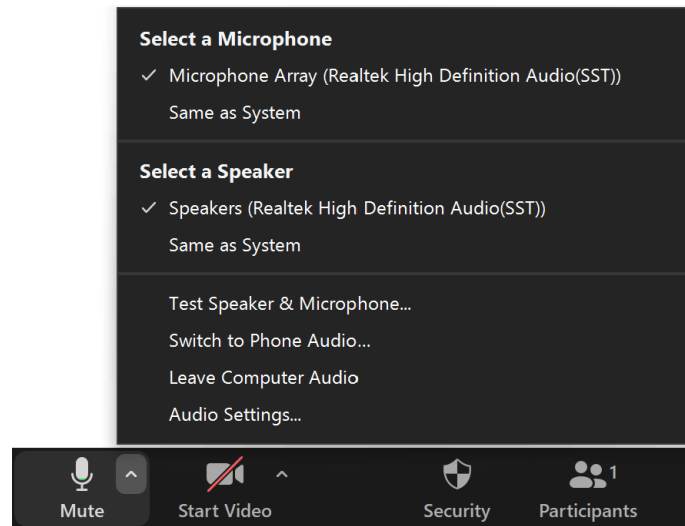 Select a Microphone
Microphone Array (Realtek High Definition Audio(SST))
Same as System
Select a Speaker
Speakers (Realtek High Definition Audio(SST))
Same as System
Test Speaker & Microphone...
Switch to Phone Audio...
Leave Computer Audio
Audio Settings...
1
Mute Start Video Security Participants